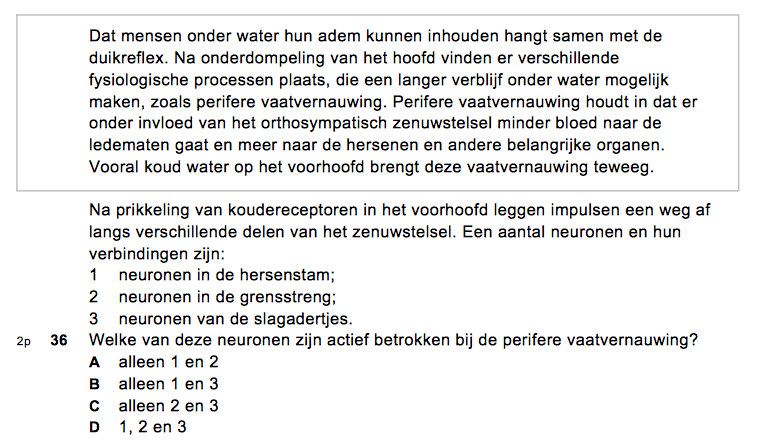 Dat mensen onder water hun adem kunnen inhouden hangt samen met de
duikreflex. Na onderdompeling van het hoofd vinden er verschillende
fysiologische processen plaats, die een langer verblijf onder water mogelijk
maken, zoals perifere vaatvernauwing. Perifere vaatvernauwing houdt in dat er
onder invloed van het orthosympatisch zenuwstelsel minder bloed naar de
ledematen gaat en meer naar de hersenen en andere belangrijke organen.
Vooral koud water op het voorhoofd brengt deze vaatvernauwing teweeg.
Na prikkeling van koudereceptoren in het voorhoofd leggen impulsen een weg af
langs verschillende delen van het zenuwstelsel. Een aantal neuronen en hun
verbindingen zijn:
1 neuronen in de hersenstam;
2 neuronen in de grensstreng;
3 neuronen van de slagadertjes.
2p 36 Welke van deze neuronen zijn actief betrokken bij de perifere vaatvernauwing?
A alleen 1 en 2
B alleen 1 en 3
C alleen 2 en 3
D 1, 2 en 3